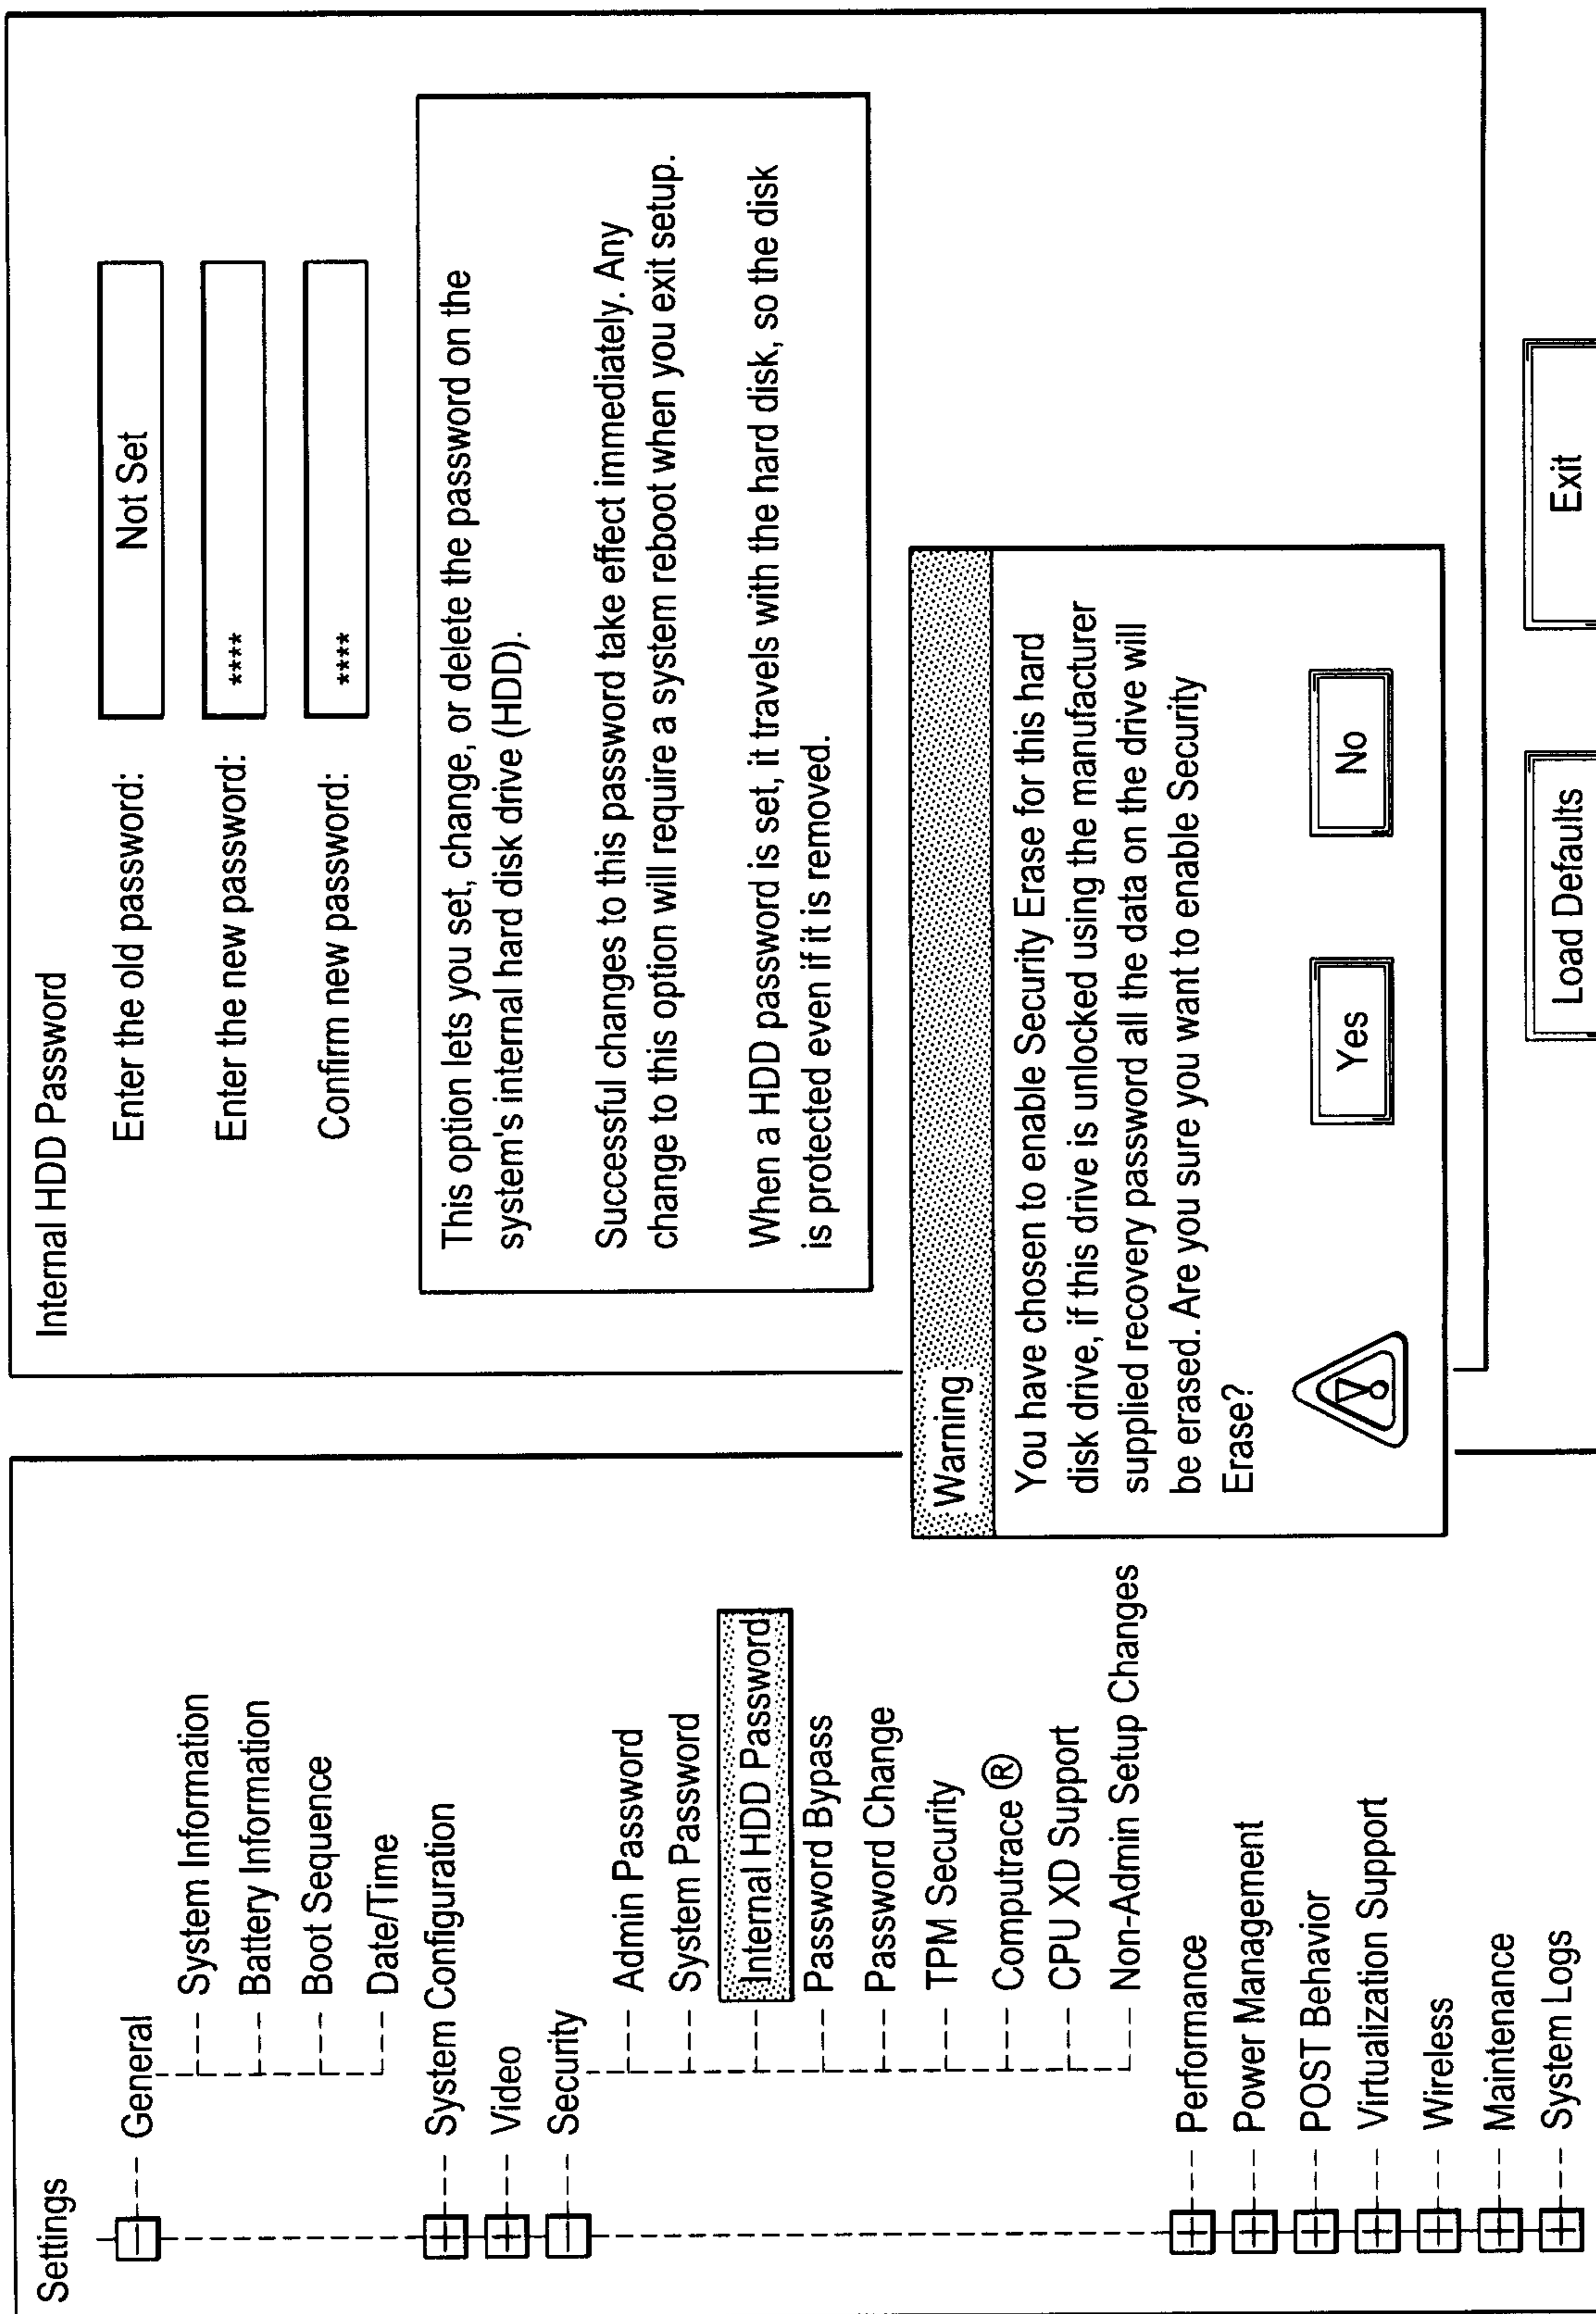 Settings
General
System Information
Battery Information
Boot Sequence
Date/Time
System Configuration
Video
Security
Admin Password
System Password
Internal HDD Password
Password Bypass
Password Change
TPM Security
Computrace ®
CPU XD Support
Non-Admin Setup Changes
Performance
Power Management
POST Behavior
Virtualization Support
Wireless
Maintenance
System Logs
Internal HDD Password
Enter the old password: Not Set
Enter the new password: ****
Confirm new password: ****
This option lets you set, change, or delete the password on the
system's internal hard disk drive (HDD).
Successful changes to this password take effect immediately. Any
change to this option will require a system reboot when you exit setup.
When a HDD password is set, it travels with the hard disk, so the disk
is protected even if it is removed.
Warning
You have chosen to enable Security Erase for this hard
disk drive, if this drive is unlocked using the manufacturer
supplied recovery password all the data on the drive will
be erased. Are you sure you want to enable Security
Erase?
Yes No
Load Defaults Exit